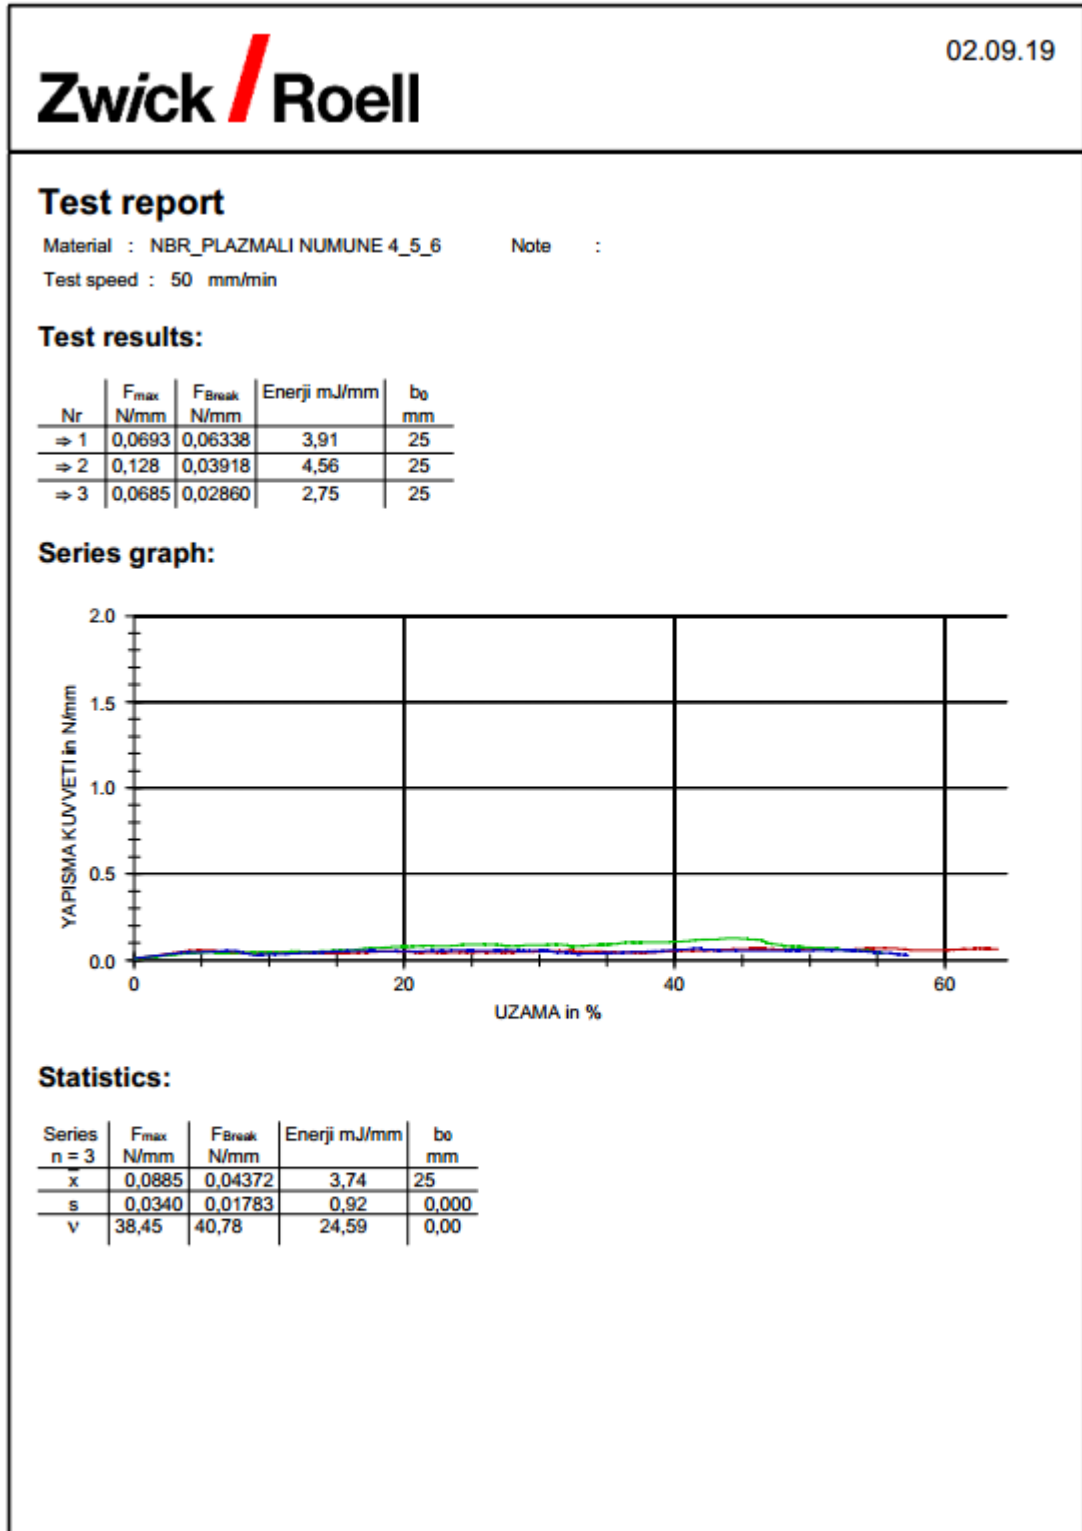 02.09.19
Zwick / Roell
Test report
Material : NBR_PLAZMALI NUMUNE 4_5_6 Note :
Test speed : 50 mm/min
Test results:
Nr Fmax N/mm FBreak N/mm Enerji mJ/mm b0 mm
⇒ 1 0,0693 0,06338 3,91 25
⇒ 2 0,128 0,03918 4,56 25
⇒ 3 0,0685 0,02860 2,75 25
Series graph:
2.0
1.5
1.0
0.5
0.0
YAPISMA KUVVETI in N/mm
0 20 40 60
UZAMA in %
Statistics:
Series n = 3 Fmax N/mm FBreak N/mm Enerji mJ/mm b0 mm
x̄ 0,0885 0,04372 3,74 25
s 0,0340 0,01783 0,92 0,000
ν 38,45 40,78 24,59 0,00